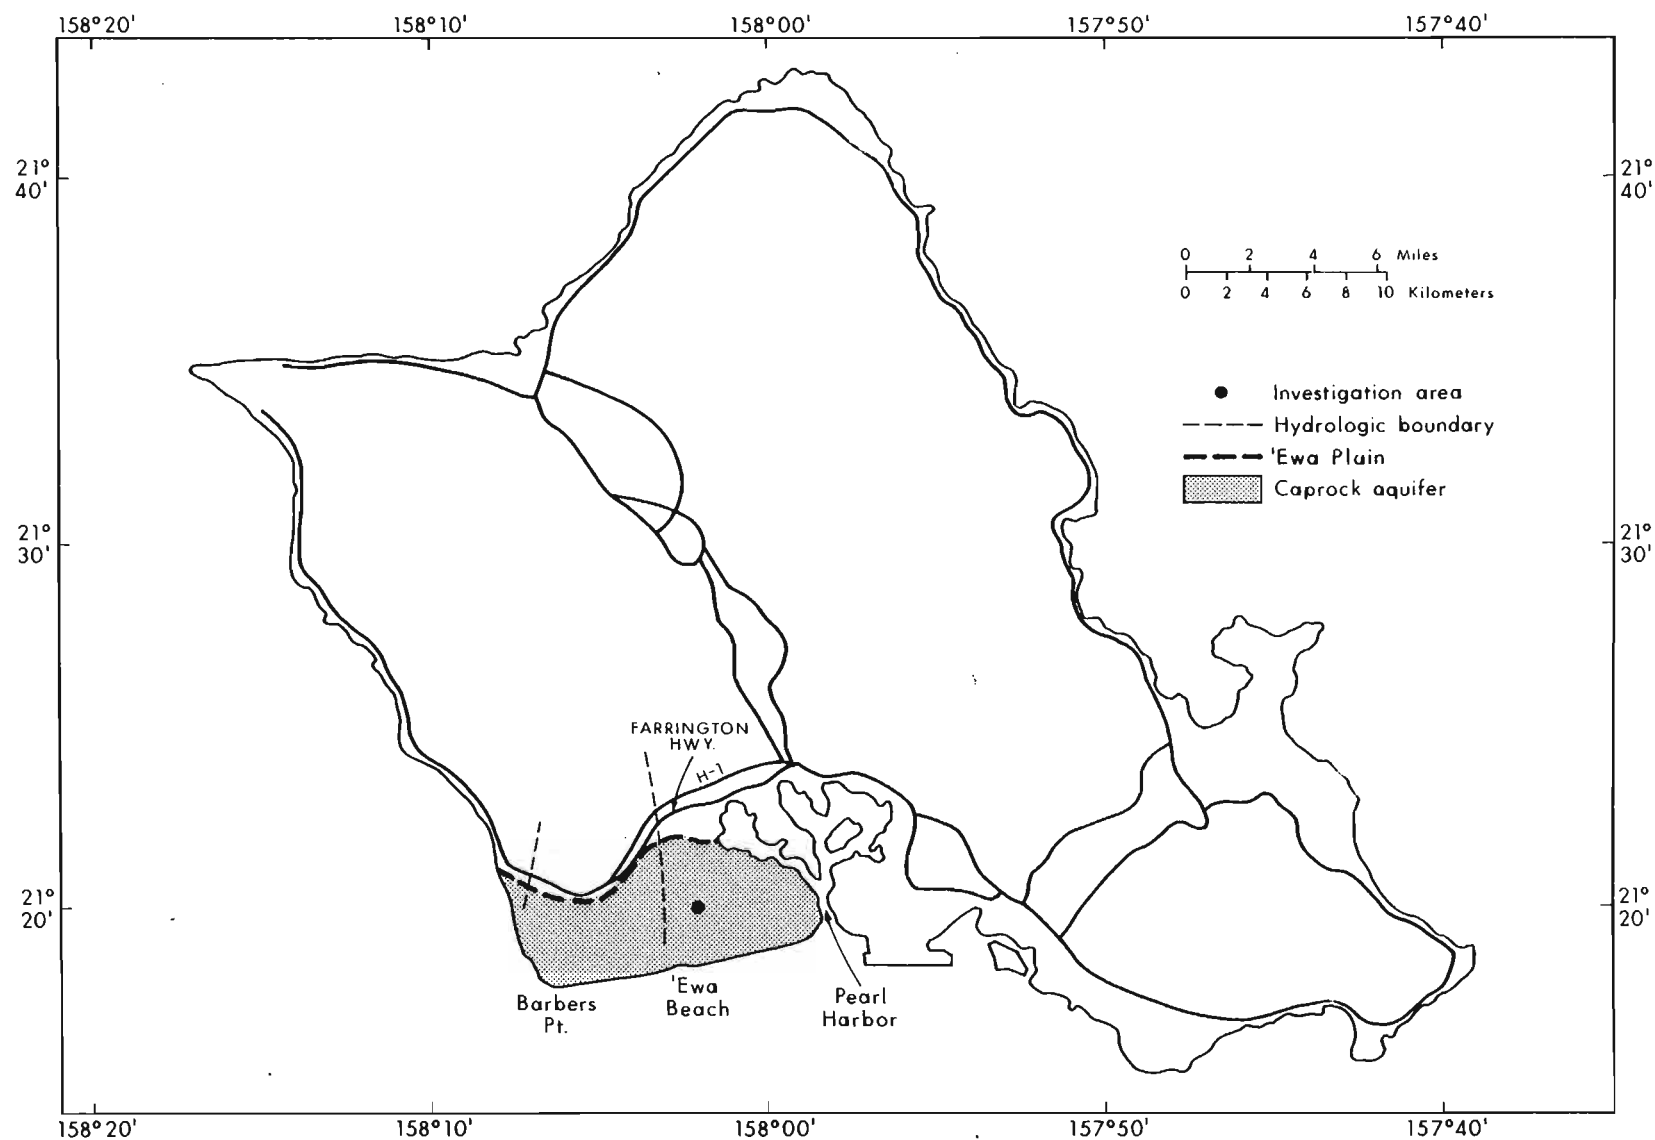 158°20' 158°10' 158°00' 157°50' 157°40'
21°
40'
21°
40'
0 2 4 6 Miles
0 2 4 6 8 10 Kilometers
Investigation area
Hydrologic boundary
'Ewa Plain
Caprock aquifer
21°
30'
21°
30'
FARRINGTON
HWY.
H-1
21°
20'
21°
20'
Barbers
Pt.
'Ewa
Beach
Pearl
Harbor
158°20' 158°10' 158°00' 157°50' 157°40'